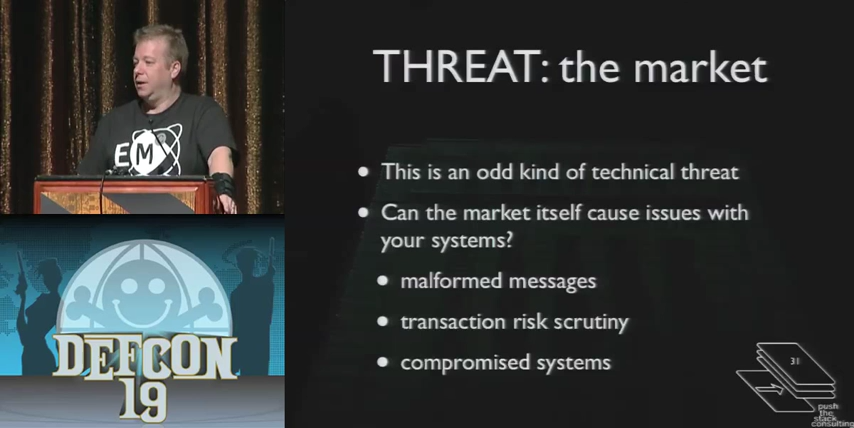 THREAT: the market
This is an odd kind of technical threat
Can the market itself cause issues with
your systems?
malformed messages
transaction risk scrutiny
compromised systems
31
push
the
stack
consulting
E M
DEFCON
19